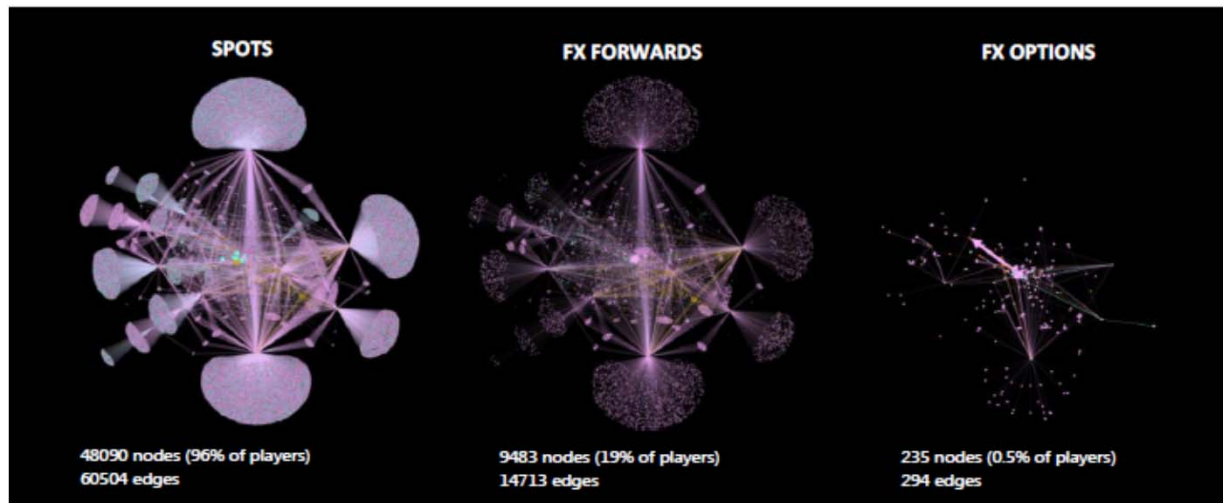 SPOTS
48090 nodes (96% of players)
60504 edges
FX FORWARDS
9483 nodes (19% of players)
14713 edges
FX OPTIONS
235 nodes (0.5% of players)
294 edges